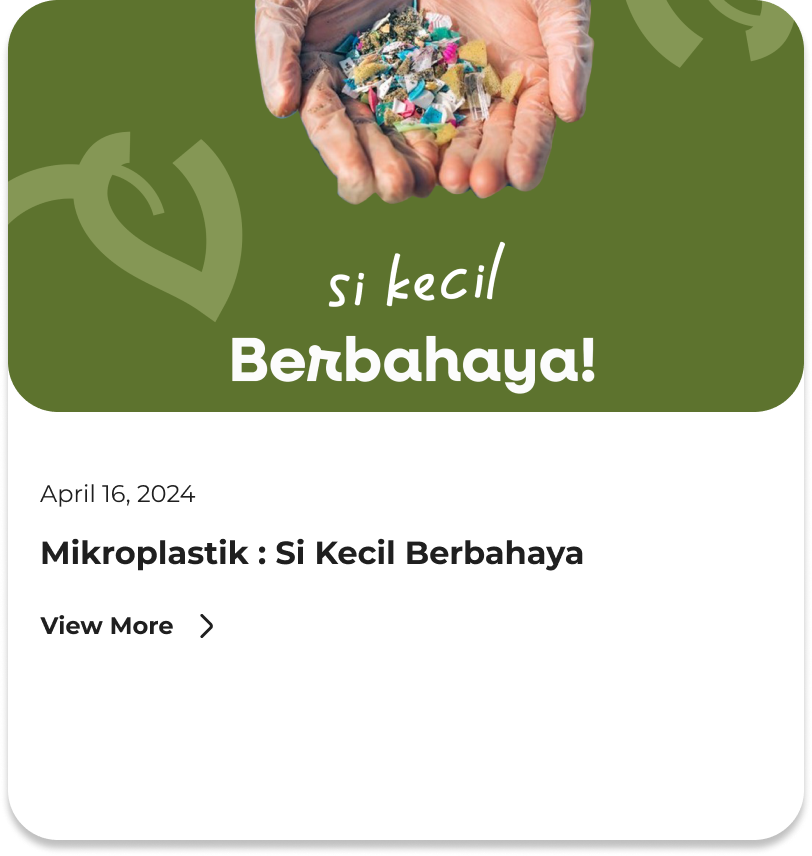 si kecil
Berbahaya!
April 16, 2024
Mikroplastik : Si Kecil Berbahaya
View More